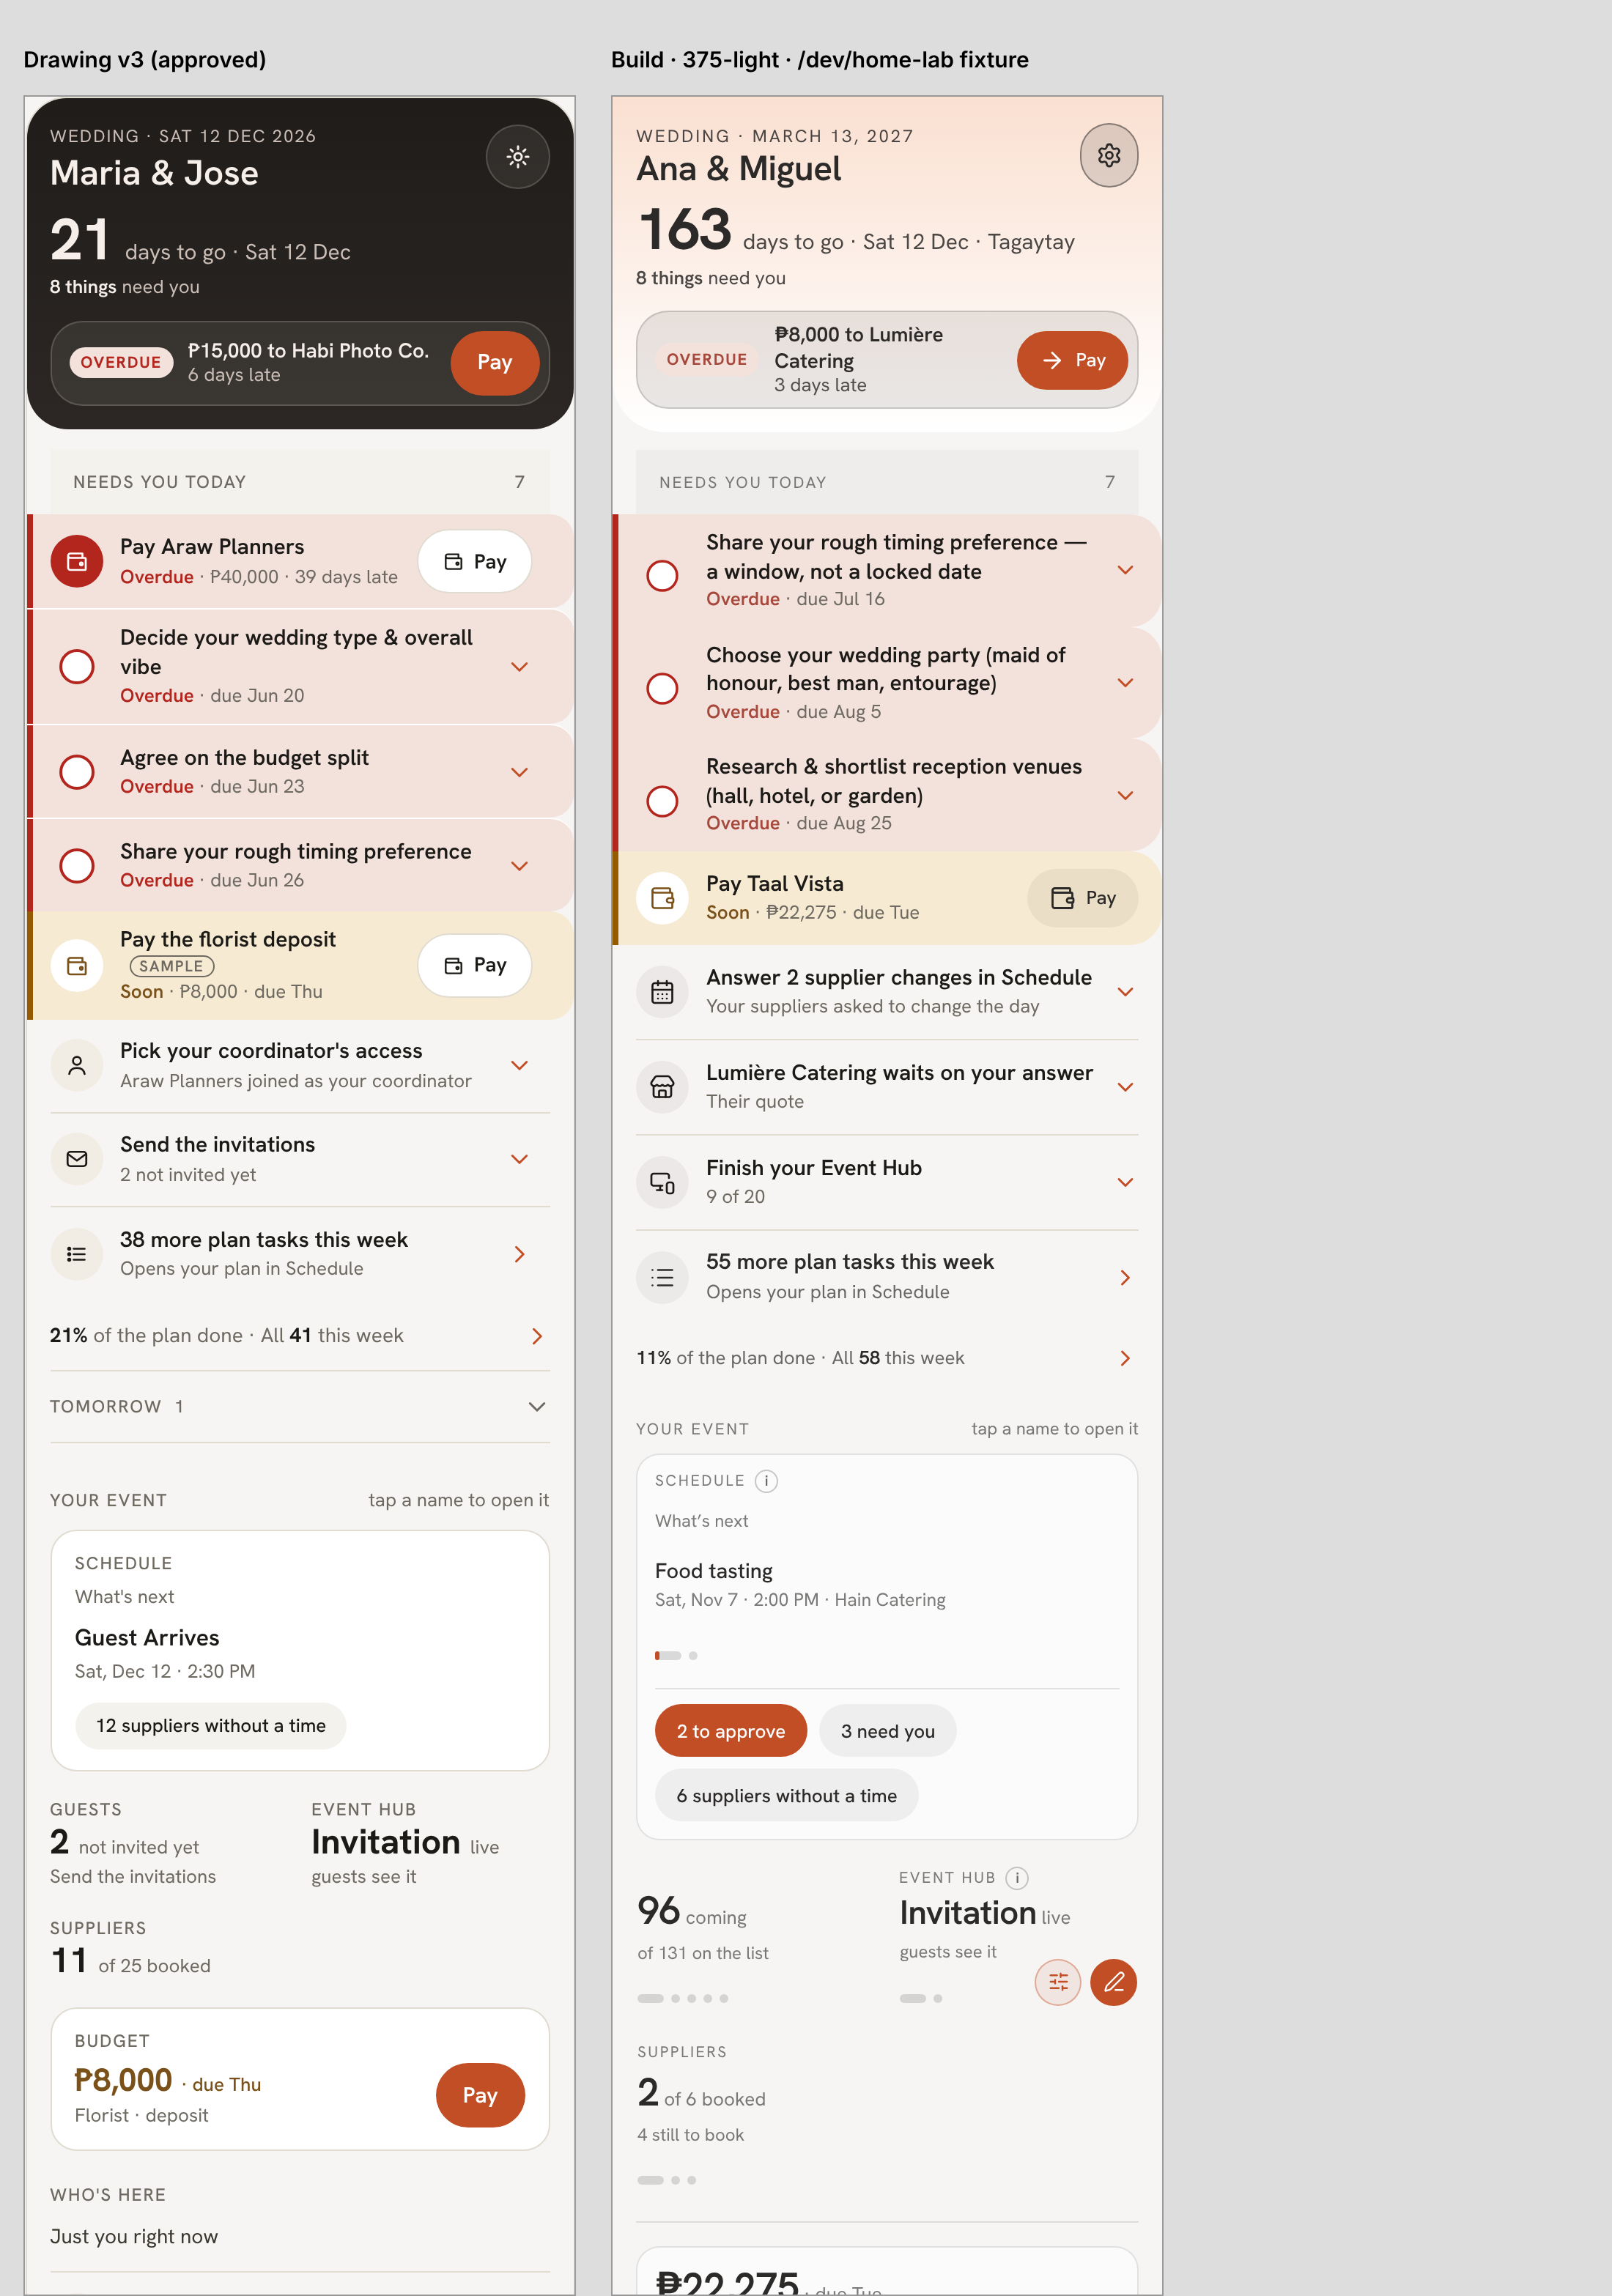 Drawing v3 (approved)
WEDDING · SAT 12 DEC 2026
Maria & Jose
21 days to go · Sat 12 Dec
8 things need you
OVERDUE
₱15,000 to Habi Photo Co.
6 days late
Pay
NEEDS YOU TODAY 7
Pay Araw Planners
Overdue · ₱40,000 · 39 days late
Pay
Decide your wedding type & overall
vibe
Overdue · due Jun 20
Agree on the budget split
Overdue · due Jun 23
Share your rough timing preference
Overdue · due Jun 26
Pay the florist deposit
SAMPLE
Soon · ₱8,000 · due Thu
Pay
Pick your coordinator's access
Araw Planners joined as your coordinator
Send the invitations
2 not invited yet
38 more plan tasks this week
Opens your plan in Schedule
21% of the plan done · All 41 this week
TOMORROW 1
YOUR EVENT tap a name to open it
SCHEDULE
What's next
Guest Arrives
Sat, Dec 12 · 2:30 PM
12 suppliers without a time
GUESTS
2 not invited yet
Send the invitations
EVENT HUB
Invitation live
guests see it
SUPPLIERS
11 of 25 booked
BUDGET
₱8,000 · due Thu
Florist · deposit
Pay
WHO'S HERE
Just you right now
Build · 375-light · /dev/home-lab fixture
WEDDING · MARCH 13, 2027
Ana & Miguel
163 days to go · Sat 12 Dec · Tagaytay
8 things need you
OVERDUE
₱8,000 to Lumière
Catering
3 days late
Pay
NEEDS YOU TODAY 7
Share your rough timing preference —
a window, not a locked date
Overdue · due Jul 16
Choose your wedding party (maid of
honour, best man, entourage)
Overdue · due Aug 5
Research & shortlist reception venues
(hall, hotel, or garden)
Overdue · due Aug 25
Pay Taal Vista
Soon · ₱22,275 · due Tue
Pay
Answer 2 supplier changes in Schedule
Your suppliers asked to change the day
Lumière Catering waits on your answer
Their quote
Finish your Event Hub
9 of 20
55 more plan tasks this week
Opens your plan in Schedule
11% of the plan done · All 58 this week
YOUR EVENT tap a name to open it
SCHEDULE i
What’s next
Food tasting
Sat, Nov 7 · 2:00 PM · Hain Catering
2 to approve
3 need you
6 suppliers without a time
96 coming
of 131 on the list
EVENT HUB i
Invitation live
guests see it
SUPPLIERS
2 of 6 booked
4 still to book
₱22,275 · due Tue